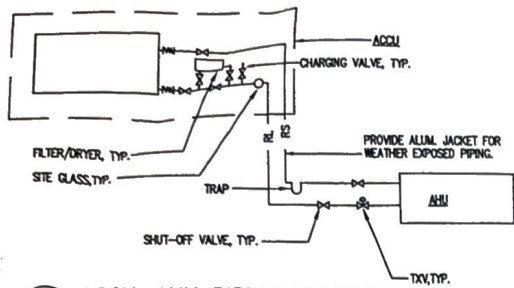 ACCU
CHARGING VALVE, TYP.
FILTER/DRYER, TYP.
SITE GLASS,TYP.
RL
RS
PROVIDE ALUM. JACKET FOR
WEATHER EXPOSED PIPING.
TRAP
AHU
SHUT-OFF VALVE, TYP.
TXV,TYP.